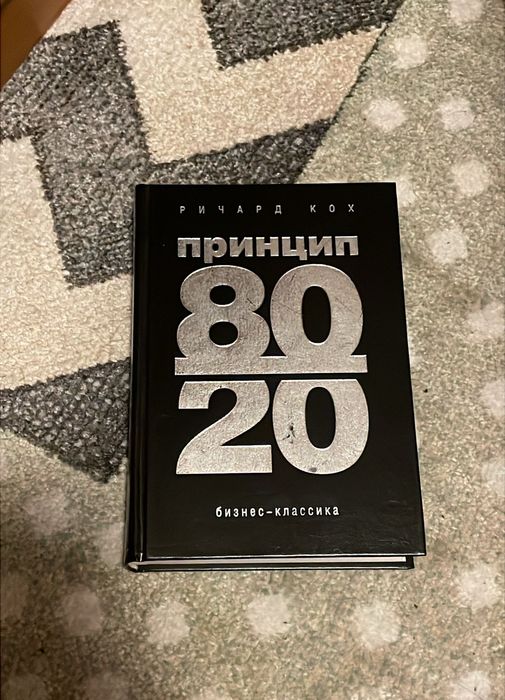 РИЧАРД КОХ
принцип
80
20
бизнес-классика